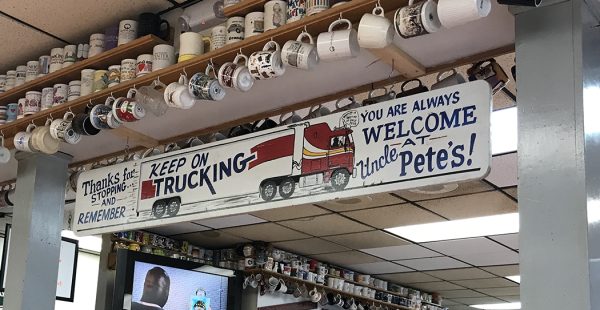 Thanks for
STOPPING
AND
REMEMBER
KEEP ON
TRUCKING
YOU ARE ALWAYS
WELCOME
AT
Uncle Pete's!